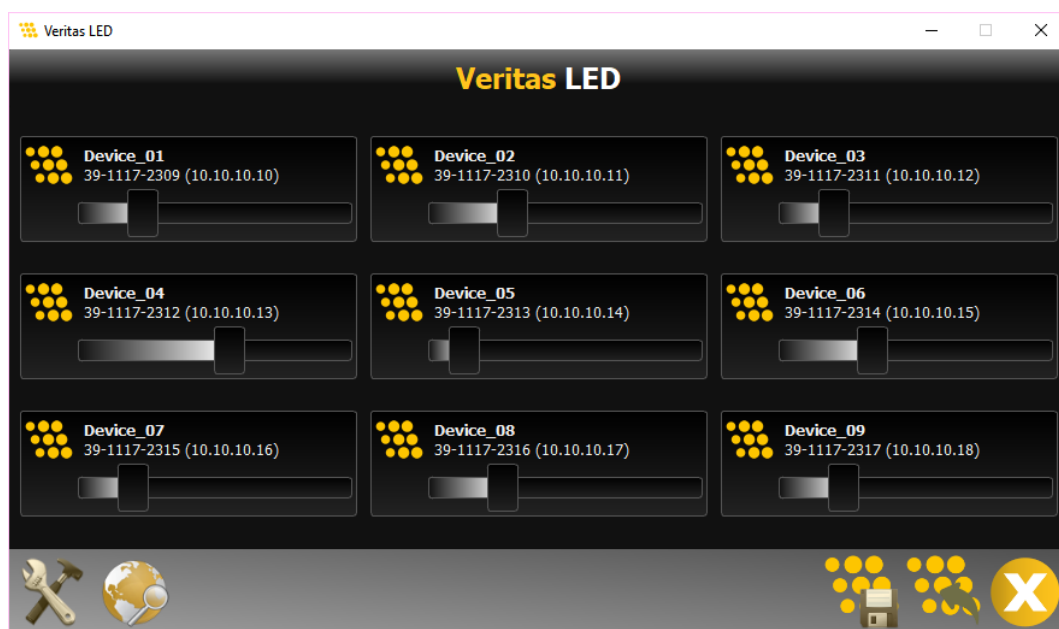 Veritas LED
Veritas LED
Device_01
39-1117-2309 (10.10.10.10)
Device_02
39-1117-2310 (10.10.10.11)
Device_03
39-1117-2311 (10.10.10.12)
Device_04
39-1117-2312 (10.10.10.13)
Device_05
39-1117-2313 (10.10.10.14)
Device_06
39-1117-2314 (10.10.10.15)
Device_07
39-1117-2315 (10.10.10.16)
Device_08
39-1117-2316 (10.10.10.17)
Device_09
39-1117-2317 (10.10.10.18)